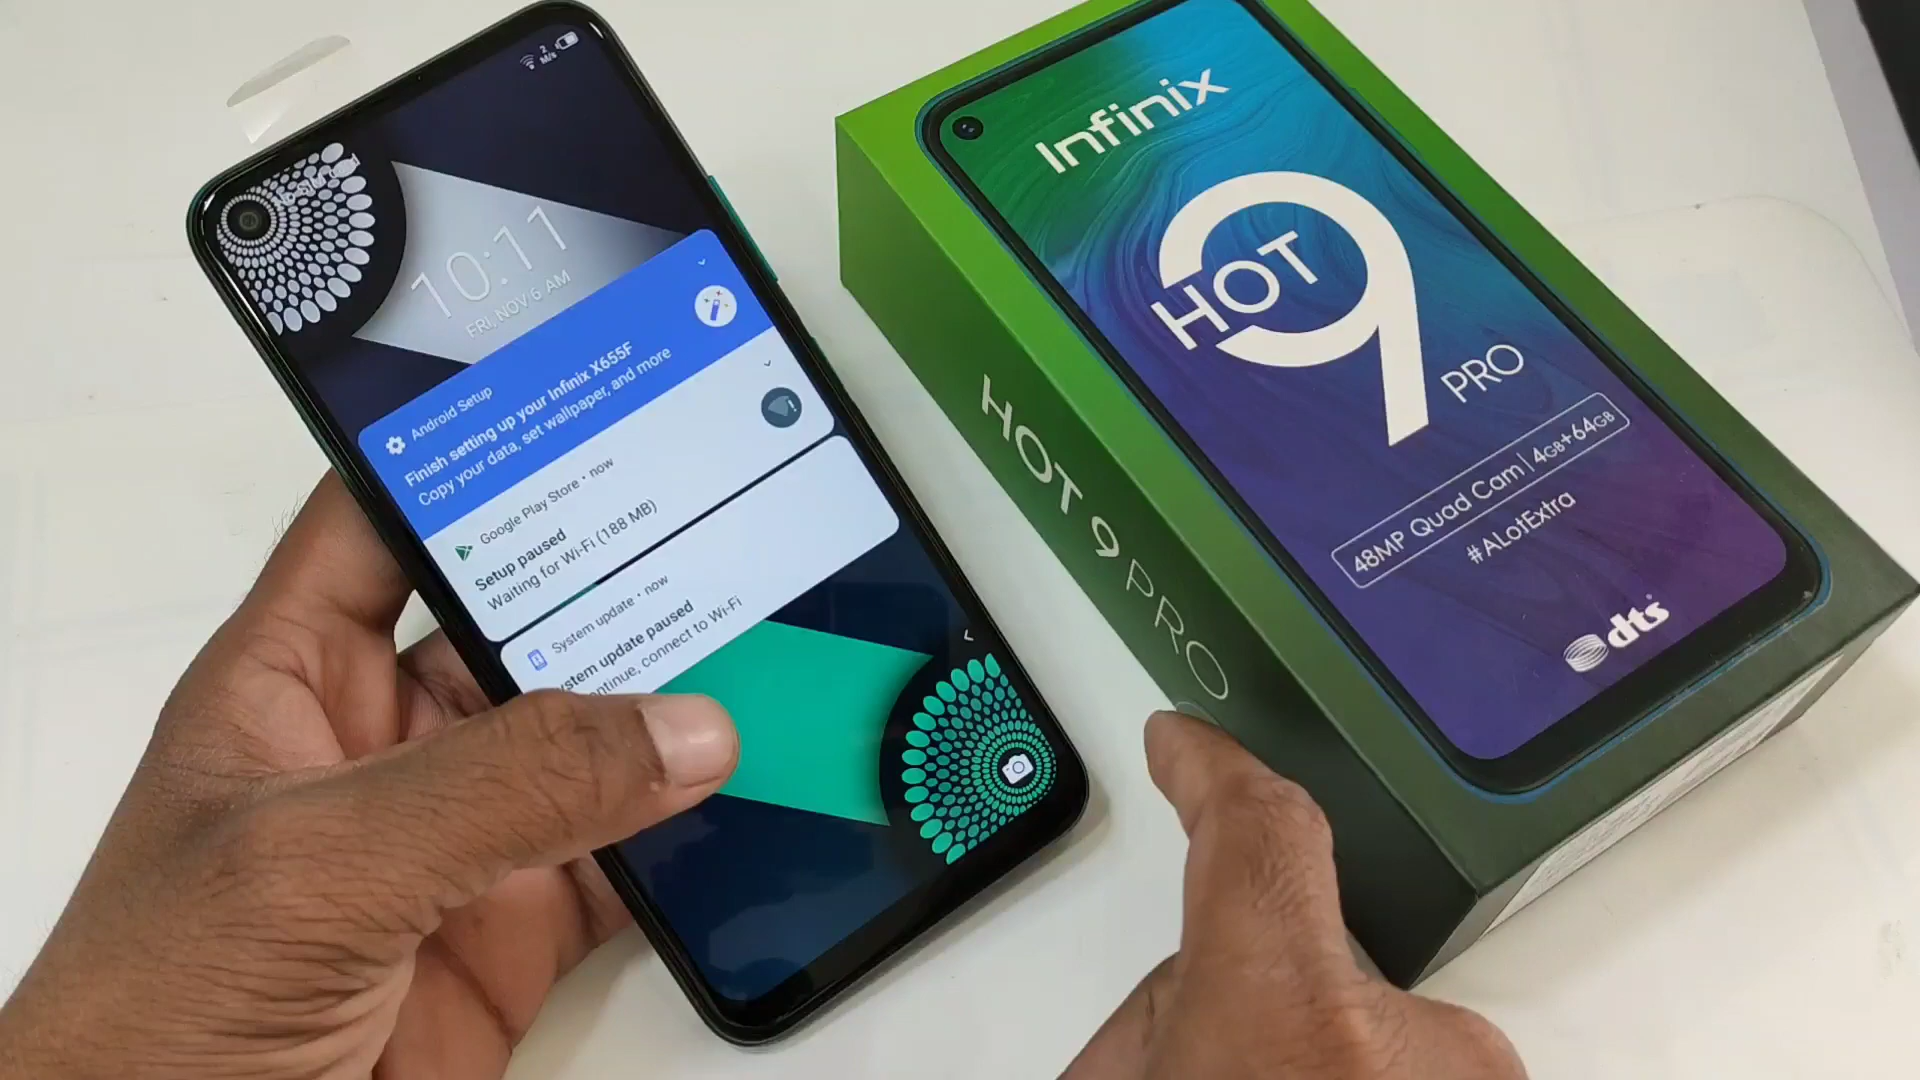 2
M/s
10:11
FRI, NOV 6 AM
Android Setup
Finish setting up your Infinix X655F
Copy your data, set wallpaper, and more
Google Play Store • now
Setup paused
Waiting for Wi-Fi (188 MB)
System update • now
ystem update paused
ontinue, connect to Wi-Fi
Infinix
HOT
9
PRO
48MP Quad Cam | 4GB+64GB
#ALotExtra
dts
HOT 9 PRO